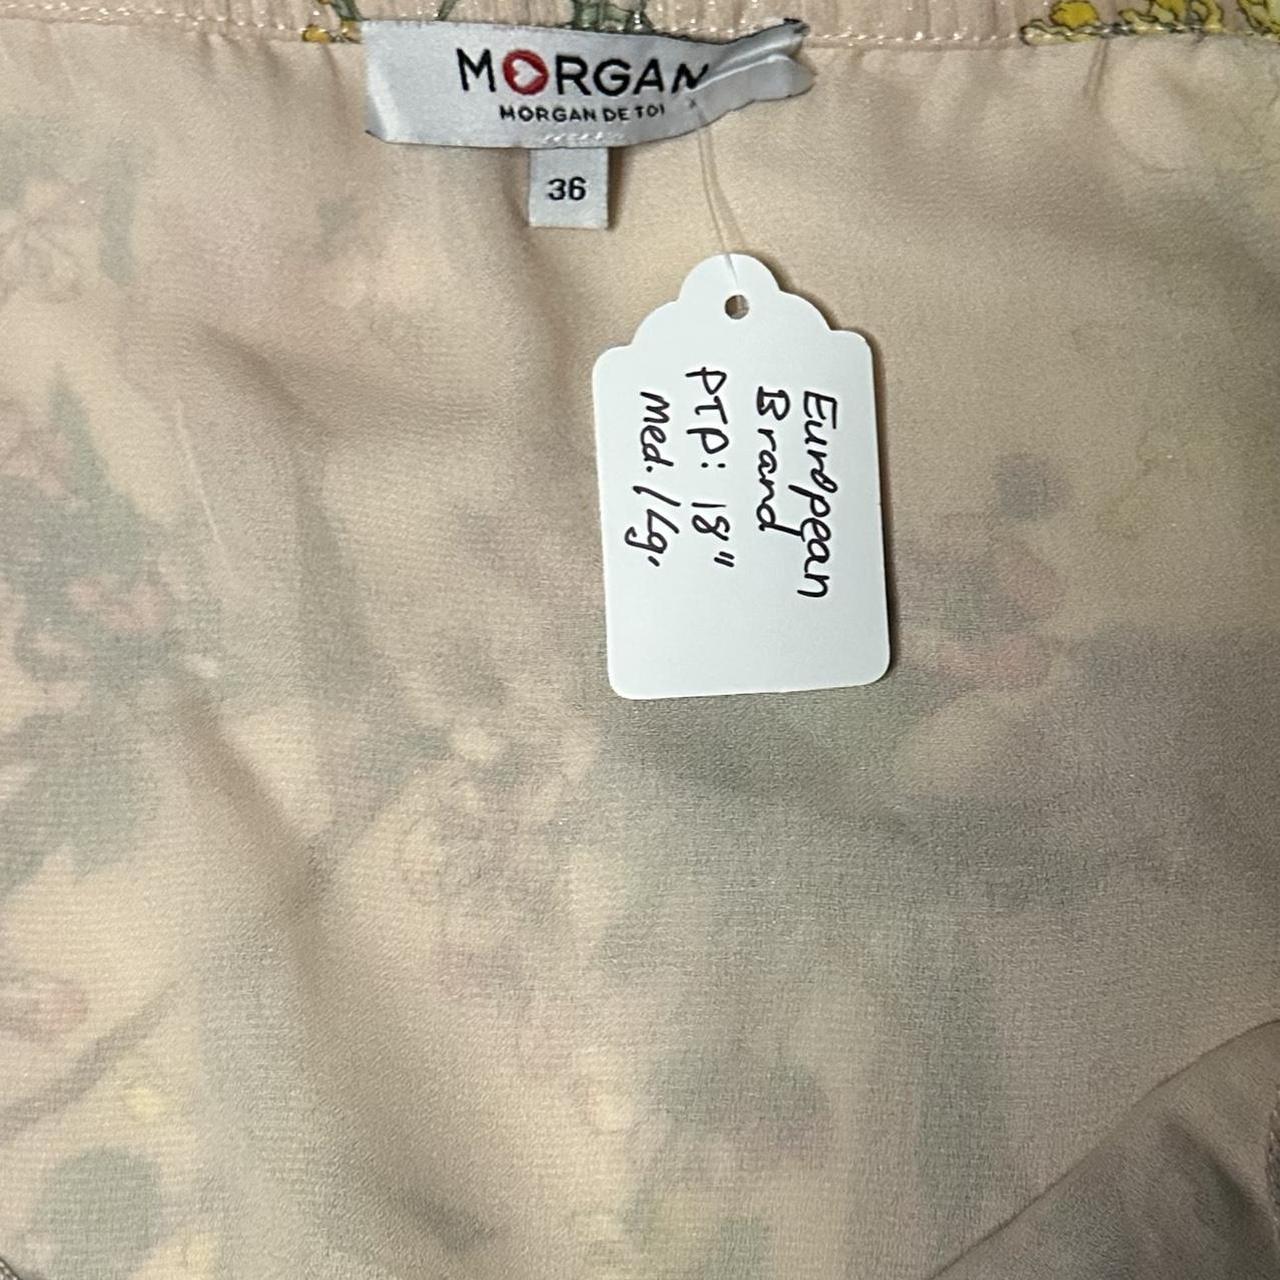 MORGAN
MORGAN DE TOI
36
European
Brand
PTP: 18"
Med. / Lg.